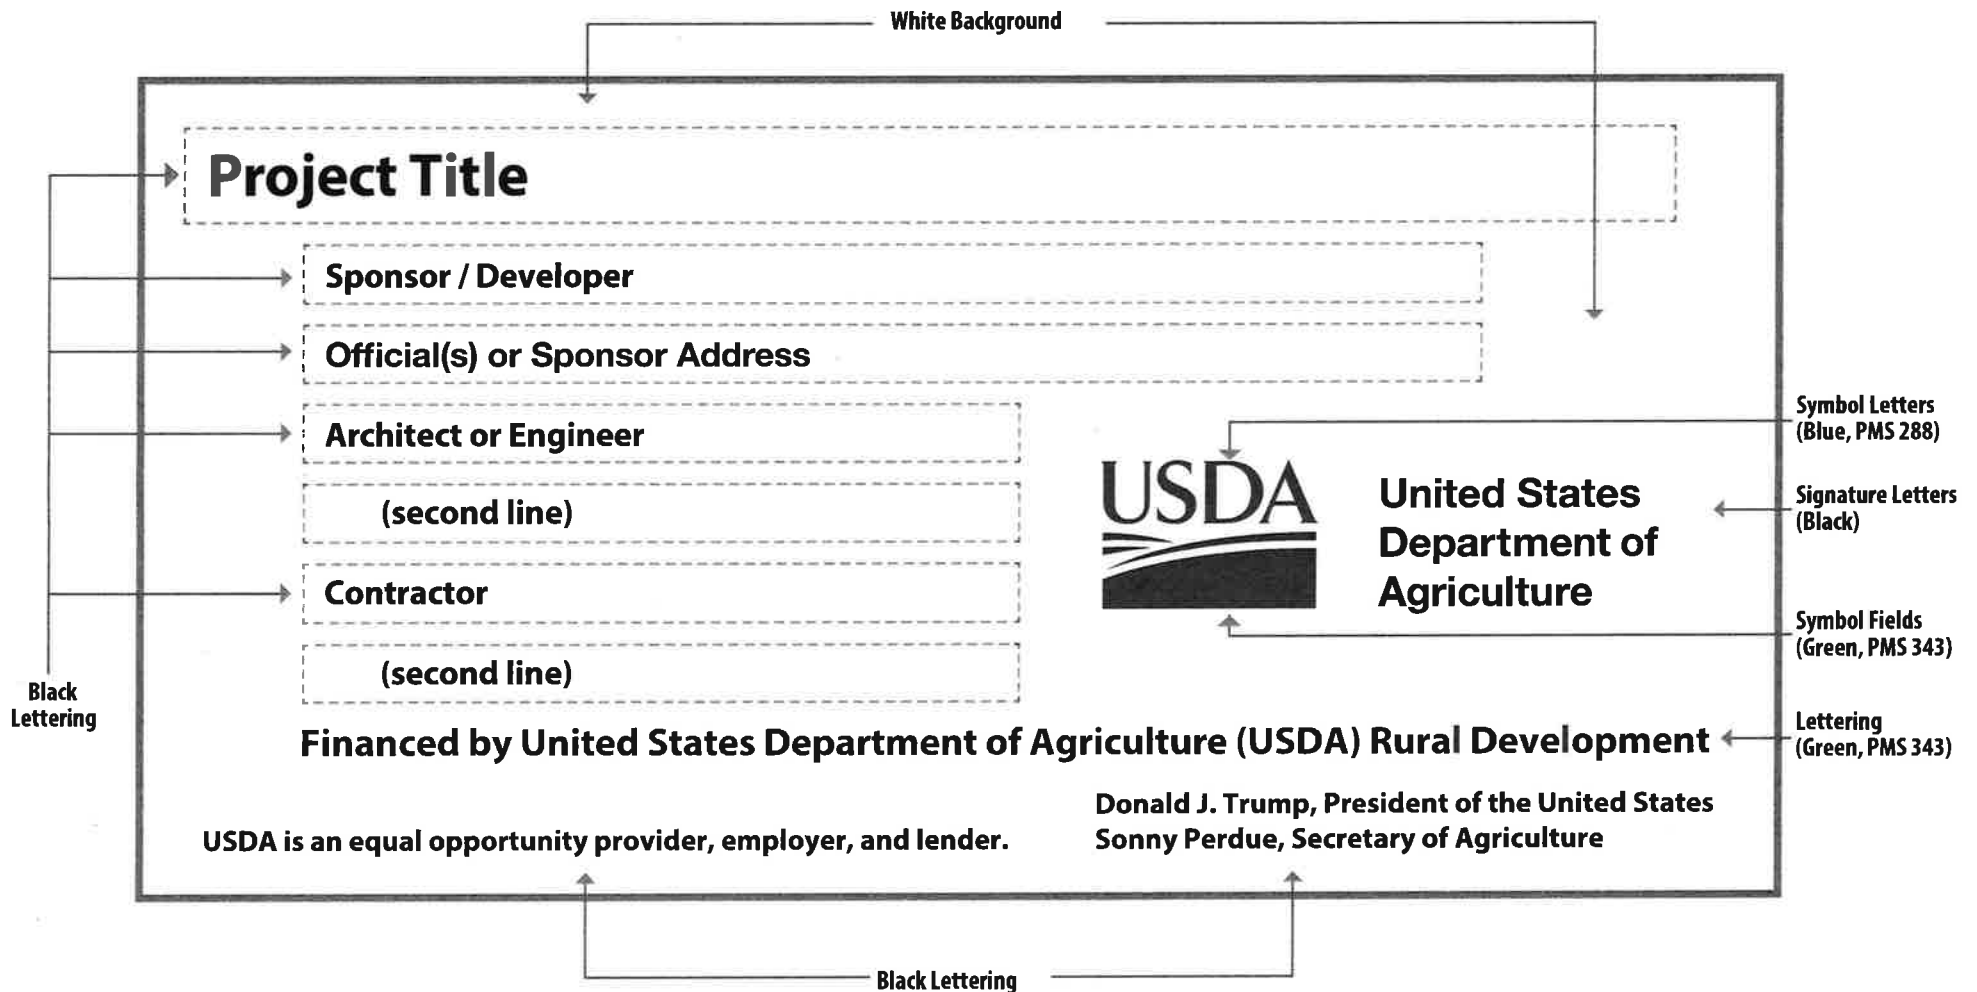 White Background
Project Title
Sponsor / Developer
Official(s) or Sponsor Address
Architect or Engineer
(second line)
Contractor
(second line)
USDA
United States
Department of
Agriculture
Symbol Letters
(Blue, PMS 288)
Signature Letters
(Black)
Symbol Fields
(Green, PMS 343)
Black
Lettering
Financed by United States Department of Agriculture (USDA) Rural Development
Lettering
(Green, PMS 343)
USDA is an equal opportunity provider, employer, and lender.
Donald J. Trump, President of the United States
Sonny Perdue, Secretary of Agriculture
Black Lettering